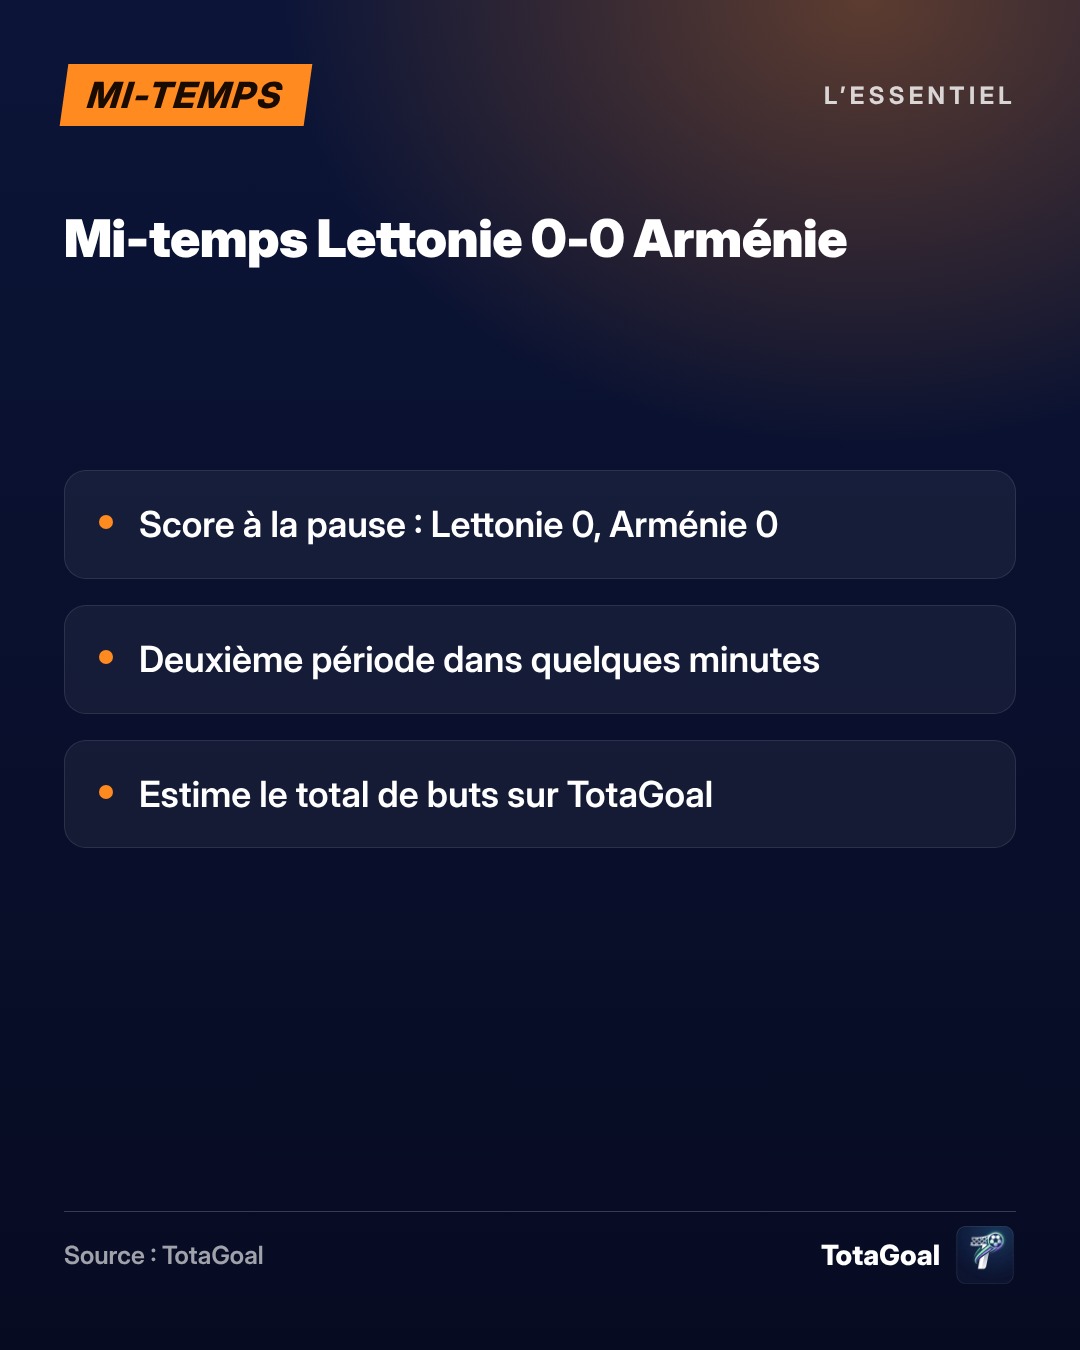 MI-TEMPS
L'ESSENTIEL
Mi-temps Lettonie 0-0 Arménie
Score à la pause : Lettonie 0, Arménie 0
Deuxième période dans quelques minutes
Estime le total de buts sur TotaGoal
Source : TotaGoal
TotaGoal